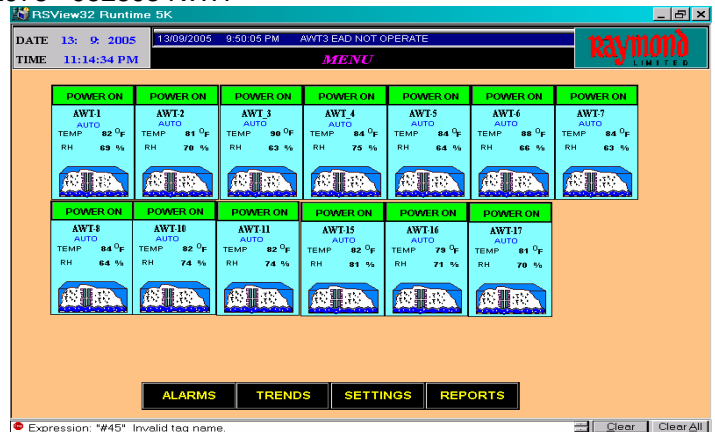 RSView32 Runtime 5K
DATE 13: 9: 2005
13/09/2005 9:50:05 PM AWT3 EAD NOT OPERATE
TIME 11:14:34 PM
MENU
Raymond
LIMITED
POWER ON POWER ON POWER ON POWER ON POWER ON POWER ON POWER ON
AWT-1 AWT-2 AWT_3 AWT_4 AWT-5 AWT-6 AWT-7
AUTO AUTO AUTO AUTO AUTO AUTO AUTO
TEMP 82 °F TEMP 81 °F TEMP 90 °F TEMP 84 °F TEMP 84 °F TEMP 88 °F TEMP 84 °F
RH 69 % RH 70 % RH 63 % RH 75 % RH 64 % RH 66 % RH 63 %
POWER ON POWER ON POWER ON POWER ON POWER ON POWER ON
AWT-8 AWT-10 AWT-11 AWT-15 AWT-16 AWT-17
AUTO AUTO AUTO AUTO AUTO AUTO
TEMP 84 °F TEMP 82 °F TEMP 82 °F TEMP 82 °F TEMP 79 °F TEMP 81 °F
RH 64 % RH 74 % RH 74 % RH 81 % RH 71 % RH 70 %
ALARMS TRENDS SETTINGS REPORTS
Expression: "#45" Invalid tag name.
Clear Clear All